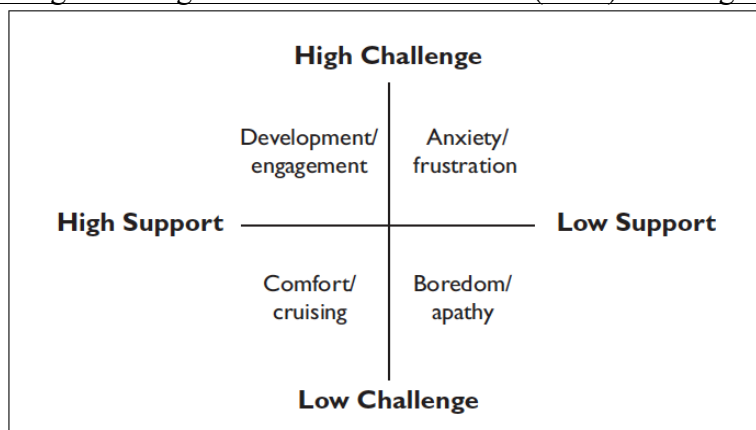 High Challenge
Development/
engagement
Anxiety/
frustration
High Support
Low Support
Comfort/
cruising
Boredom/
apathy
Low Challenge